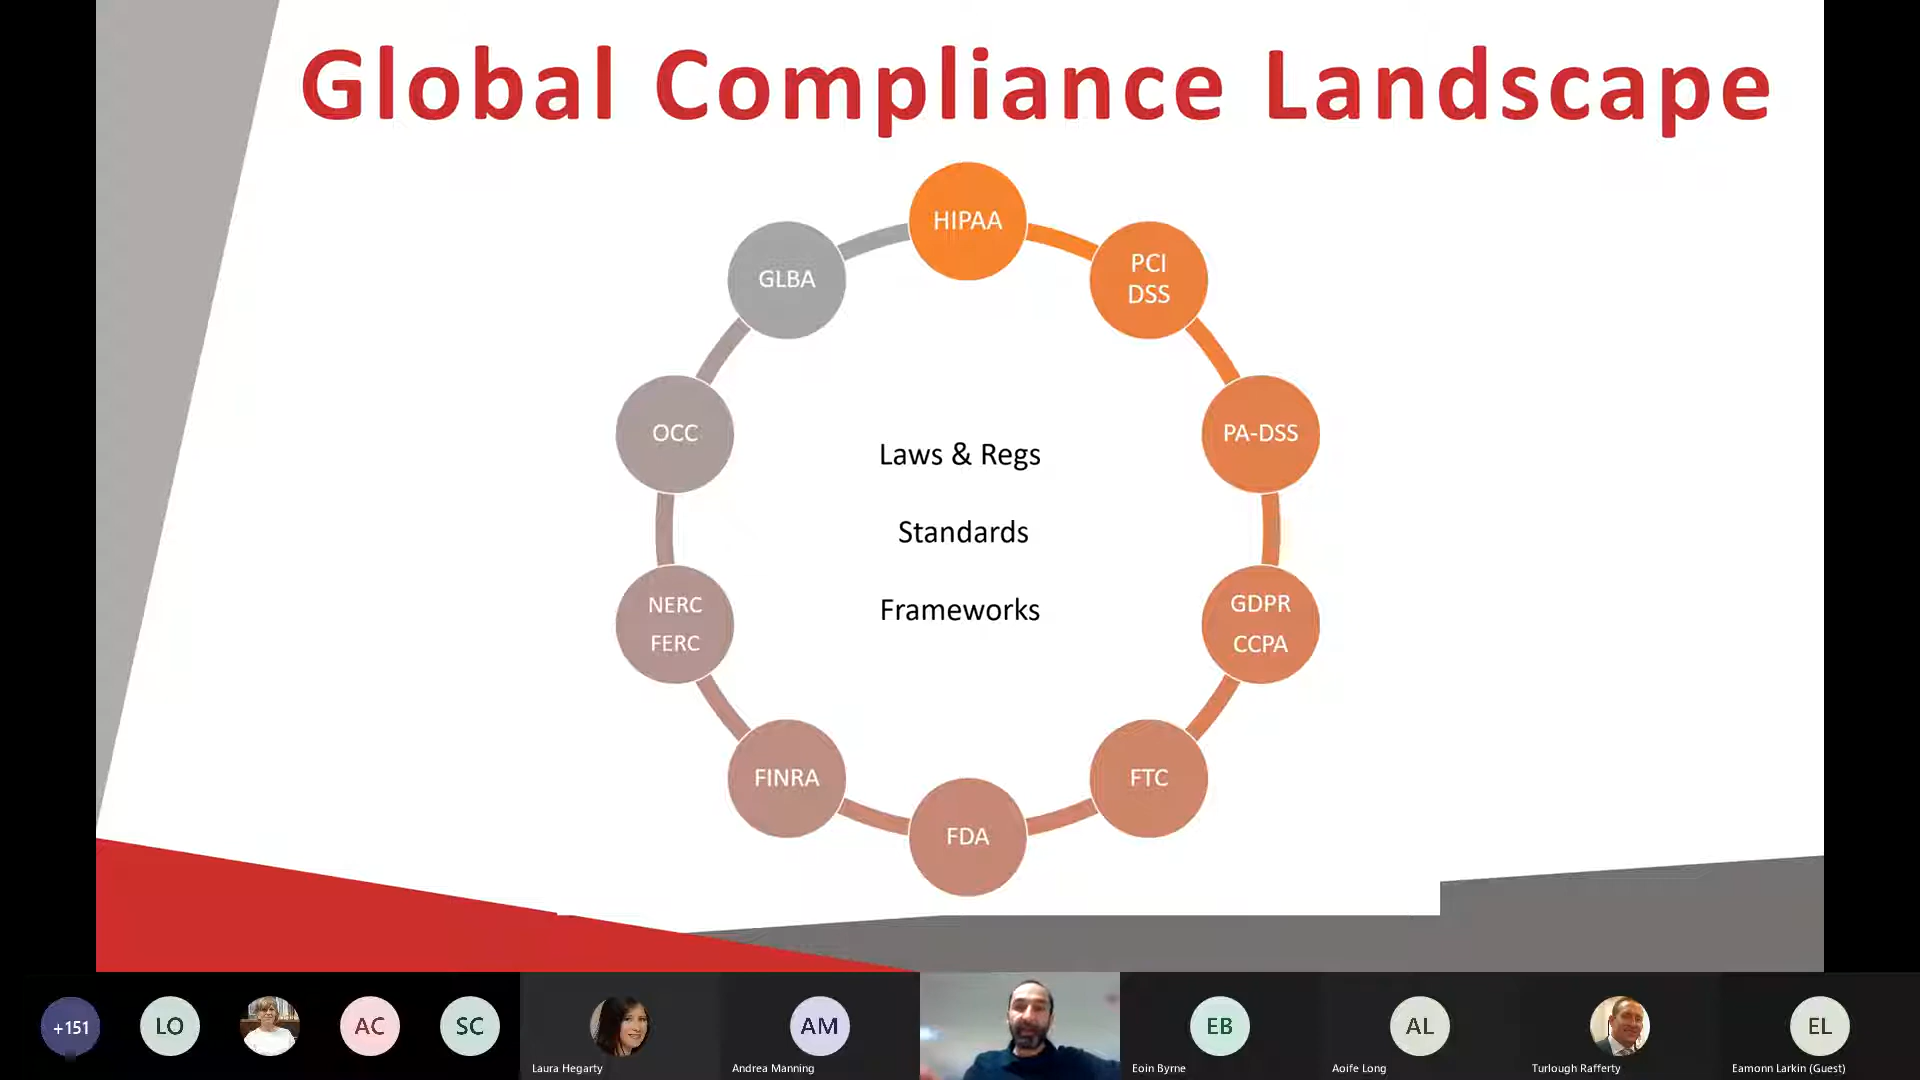 Global Compliance Landscape
HIPAA
PCI
DSS
PA-DSS
GDPR
CCPA
FTC
FDA
FINRA
NERC
FERC
OCC
GLBA
Laws & Regs
Standards
Frameworks
+151
LO
AC
SC
Laura Hegarty
AM
Andrea Manning
EB
Eoin Byrne
AL
Aoife Long
Turlough Rafferty
EL
Eamonn Larkin (Guest)